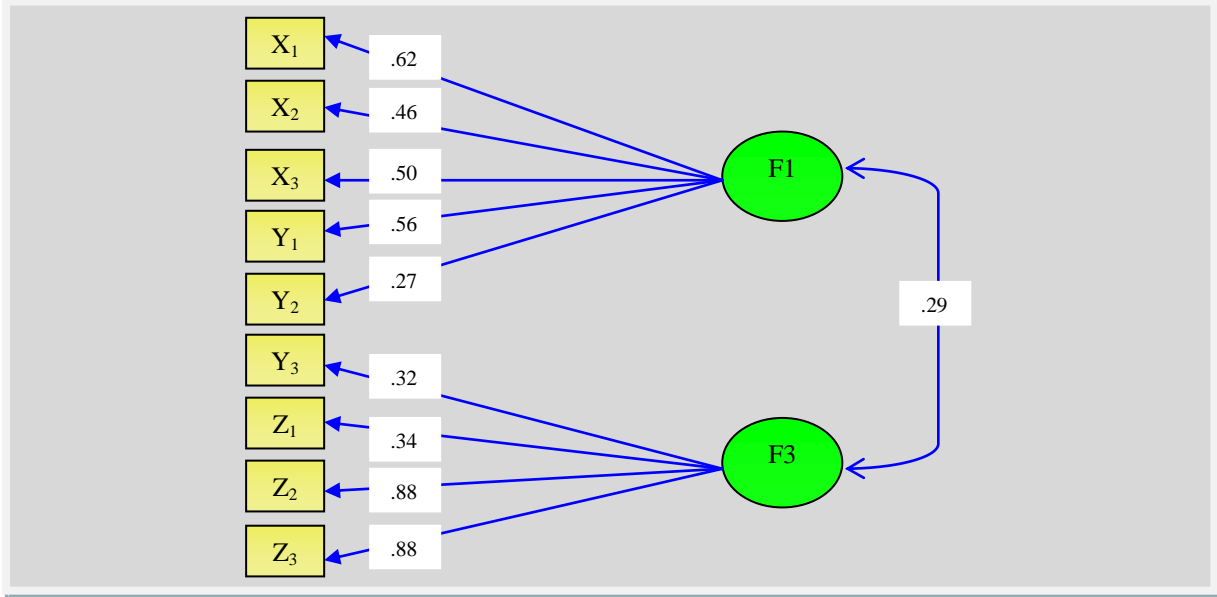 X₁
.62
X₂
.46
X₃
.50
F1
Y₁
.56
Y₂
.27
.29
Y₃
.32
Z₁
.34
F3
Z₂
.88
Z₃
.88